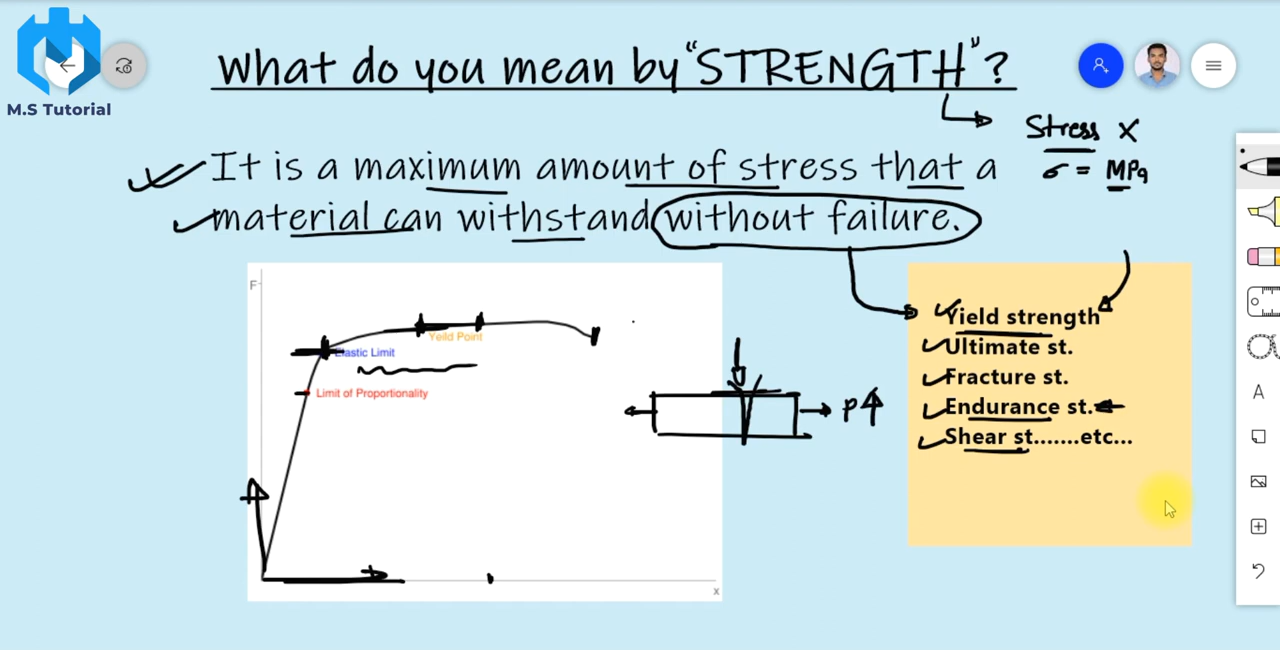 M.S Tutorial
What do you mean by "STRENGTH"?
Stress X
σ = MPa
It is a maximum amount of stress that a
material can withstand without failure.
F
Yeild Point
Elastic Limit
Limit of Proportionality
x
P
Yield strength
Ultimate st.
Fracture st.
Endurance st.
Shear st.......etc...
A